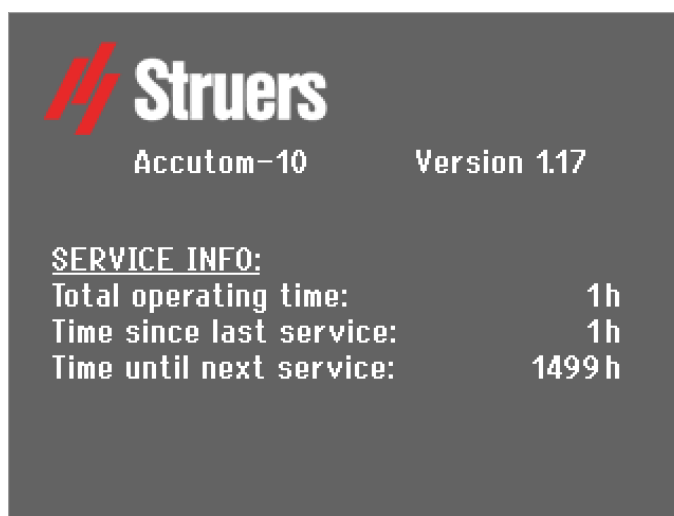 Struers
Accutom-10 Version 1.17
SERVICE INFO:
Total operating time: 1h
Time since last service: 1h
Time until next service: 1499h